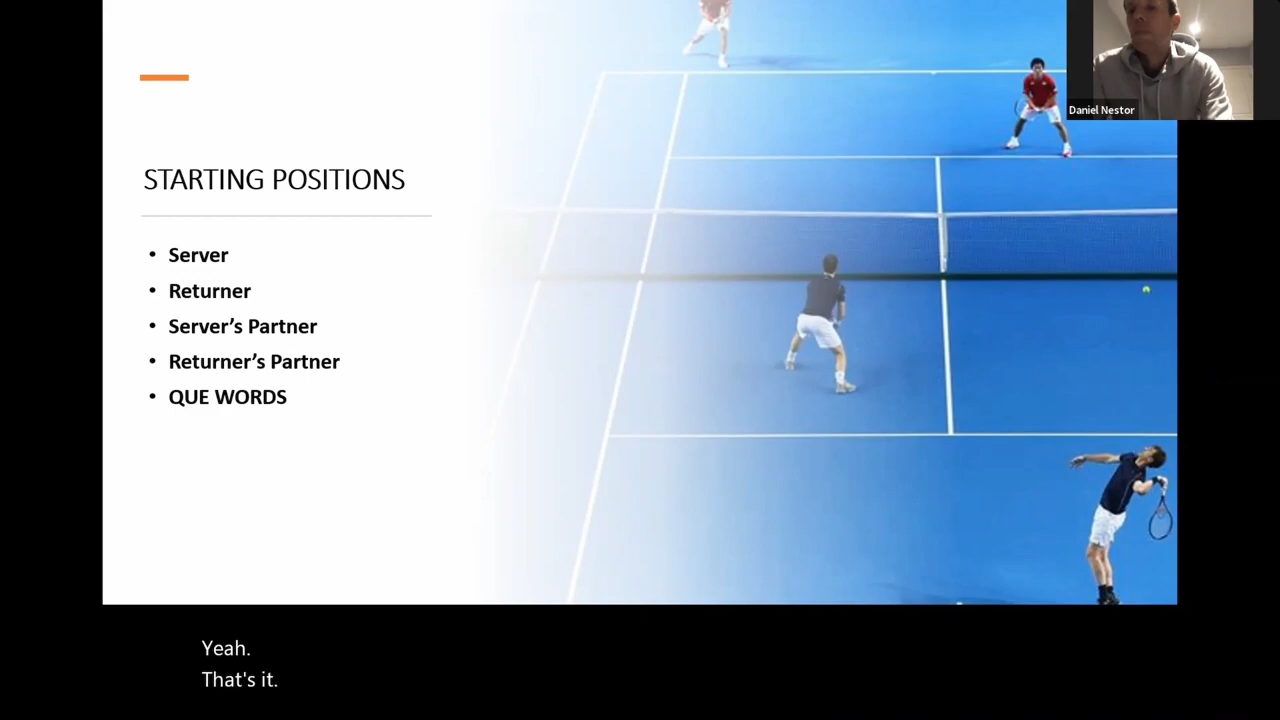 Daniel Nestor
STARTING POSITIONS
• Server
• Returner
• Server’s Partner
• Returner’s Partner
• QUE WORDS
Yeah.
That's it.